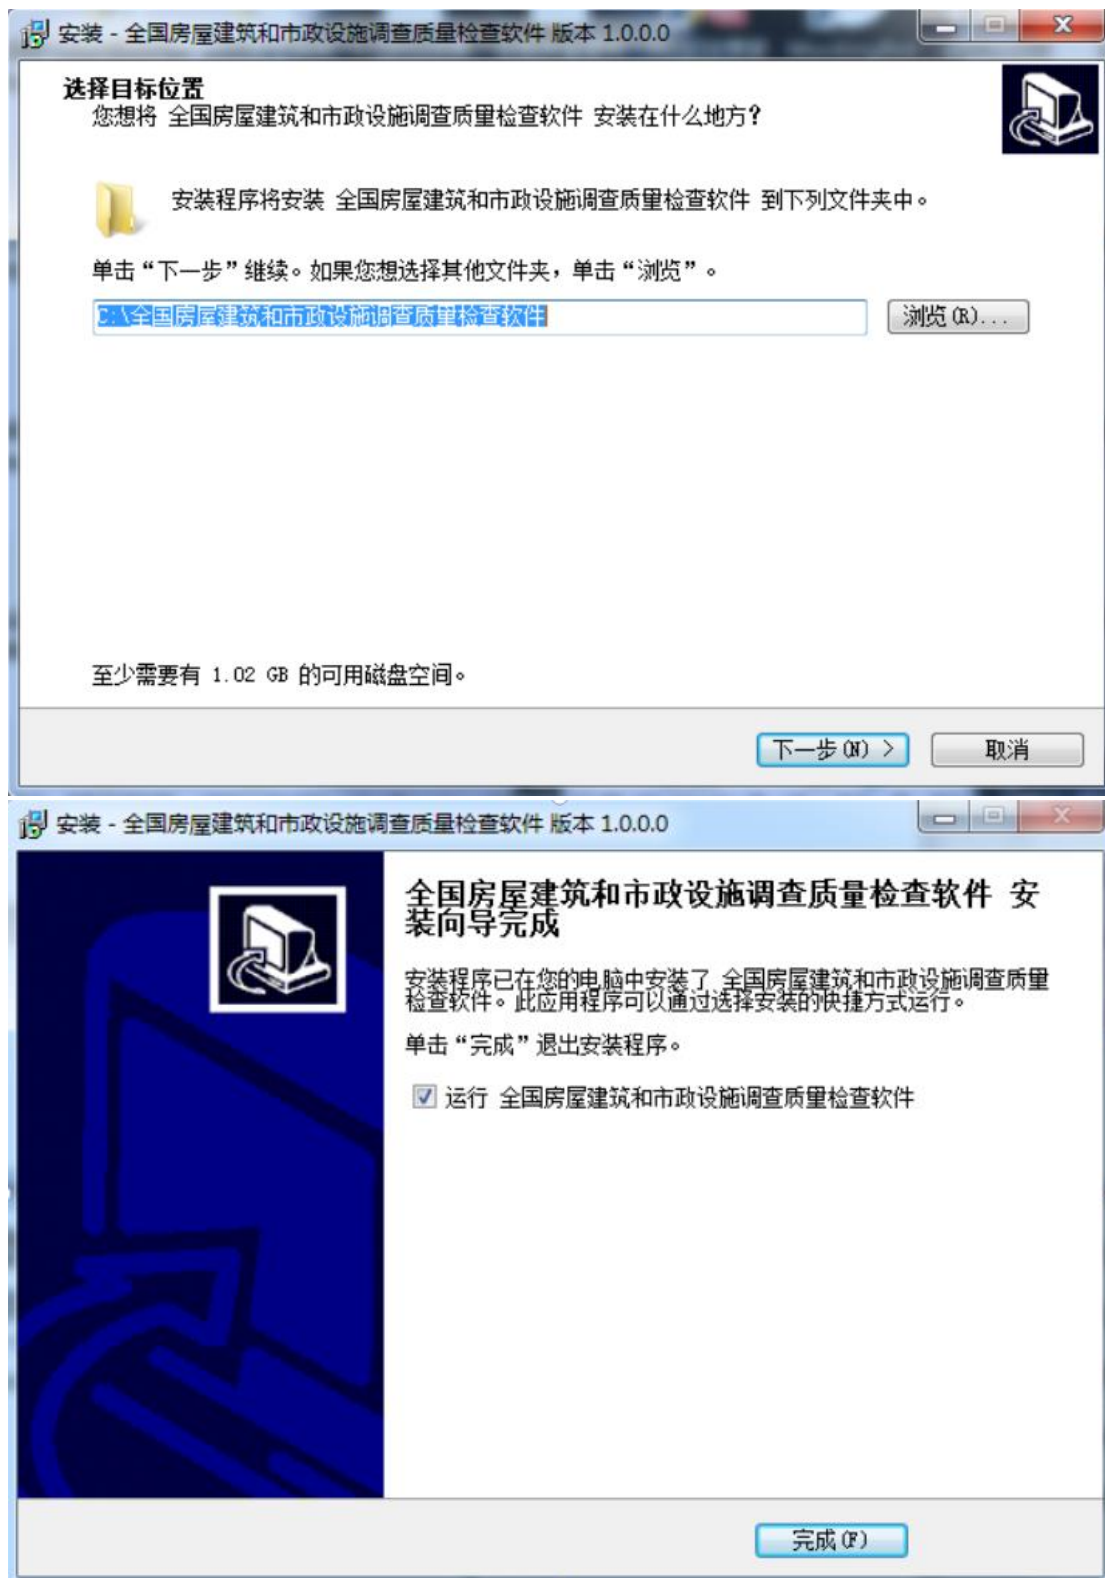 安装 - 全国房屋建筑和市政设施调查质量检查软件 版本 1.0.0.0
选择目标位置
您想将 全国房屋建筑和市政设施调查质量检查软件 安装在什么地方？
安装程序将安装 全国房屋建筑和市政设施调查质量检查软件 到下列文件夹中。
单击“下一步”继续。如果您想选择其他文件夹，单击“浏览”。
C:\全国房屋建筑和市政设施调查质量检查软件
浏览(R)...
至少需要有 1.02 GB 的可用磁盘空间。
下一步(N) >
取消
安装 - 全国房屋建筑和市政设施调查质量检查软件 版本 1.0.0.0
全国房屋建筑和市政设施调查质量检查软件 安
装向导完成
安装程序已在您的电脑中安装了 全国房屋建筑和市政设施调查质量
检查软件。此应用程序可以通过选择安装的快捷方式运行。
单击“完成”退出安装程序。
运行 全国房屋建筑和市政设施调查质量检查软件
完成(F)